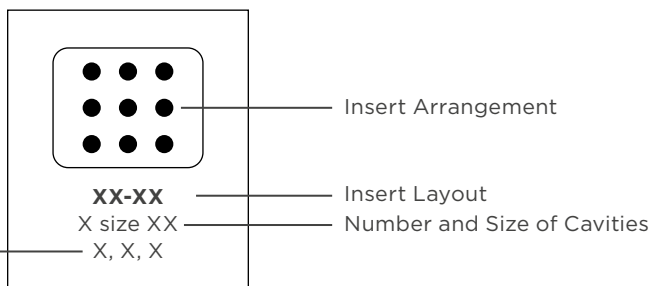 Insert Arrangement
XX-XX
Insert Layout
X size XX
Number and Size of Cavities
X, X, X